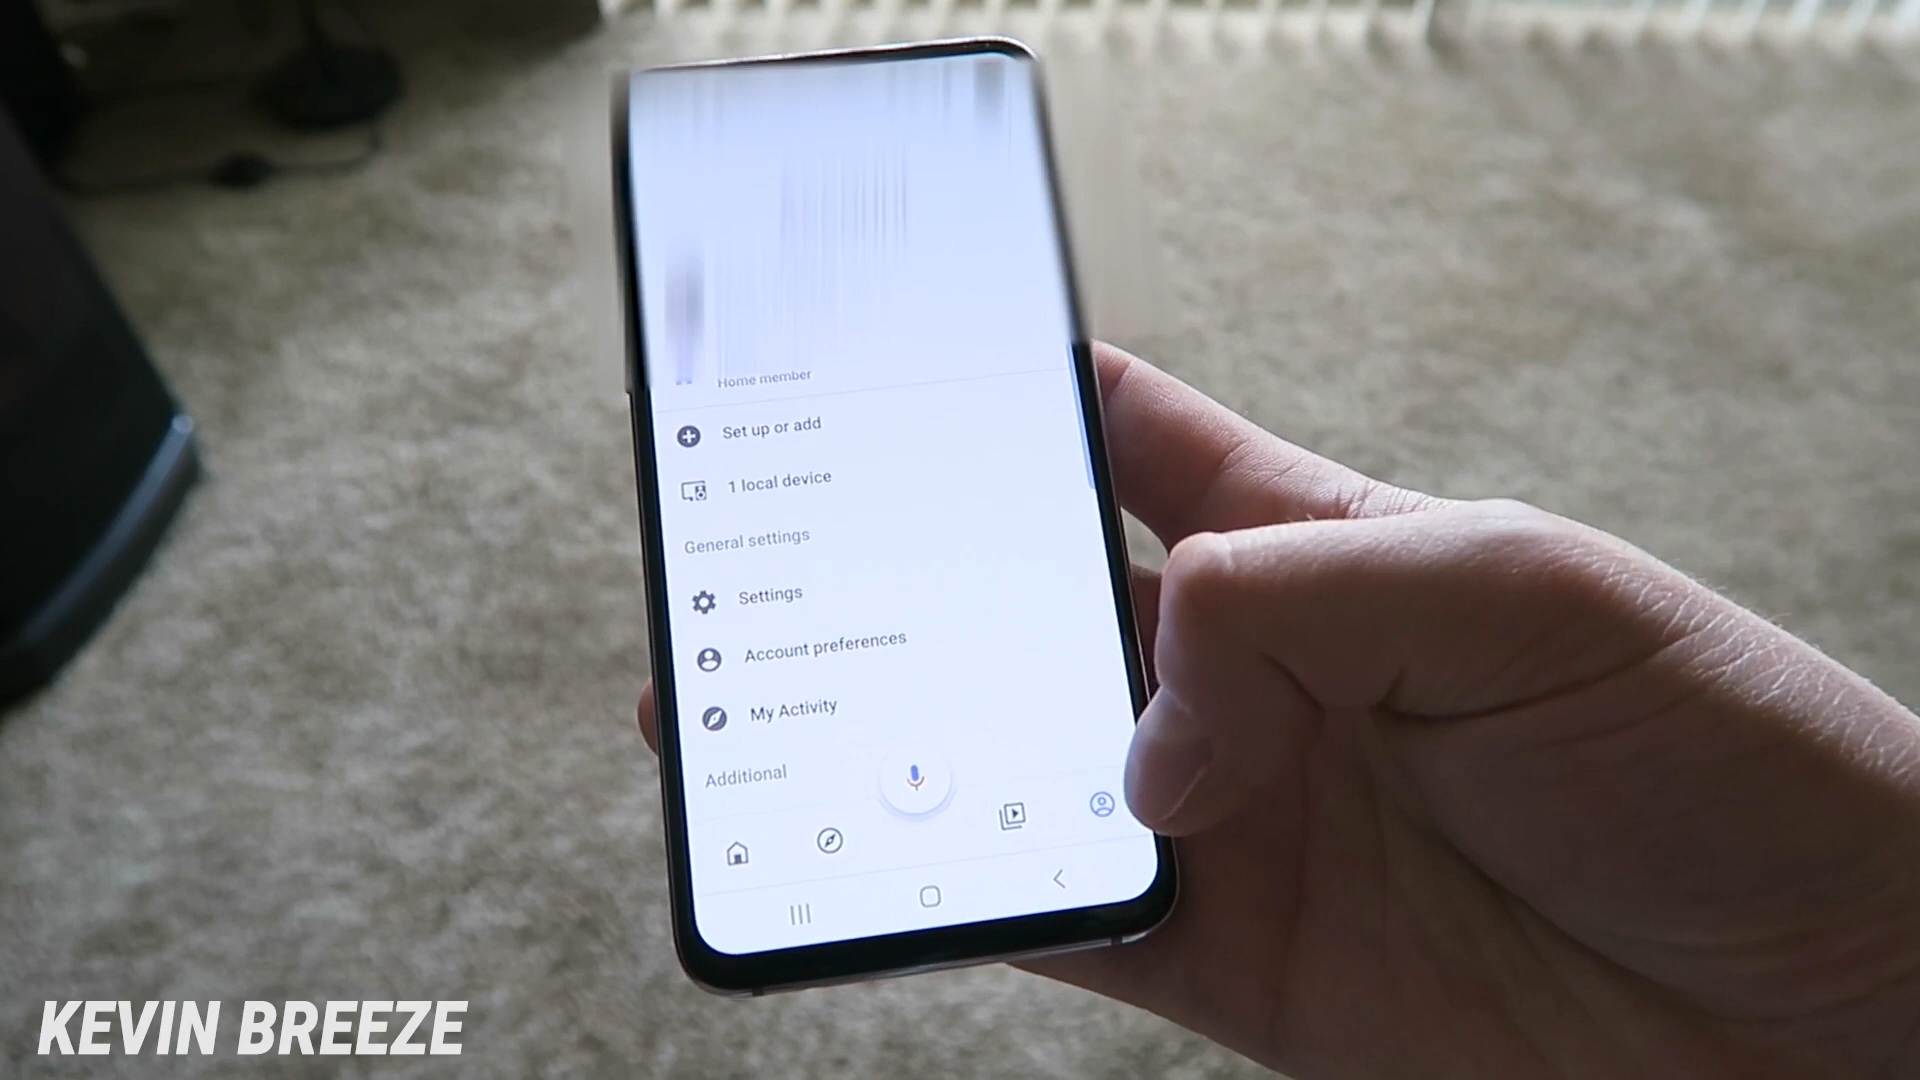 Home member
Set up or add
1 local device
General settings
Settings
Account preferences
My Activity
Additional
KEVIN BREEZE